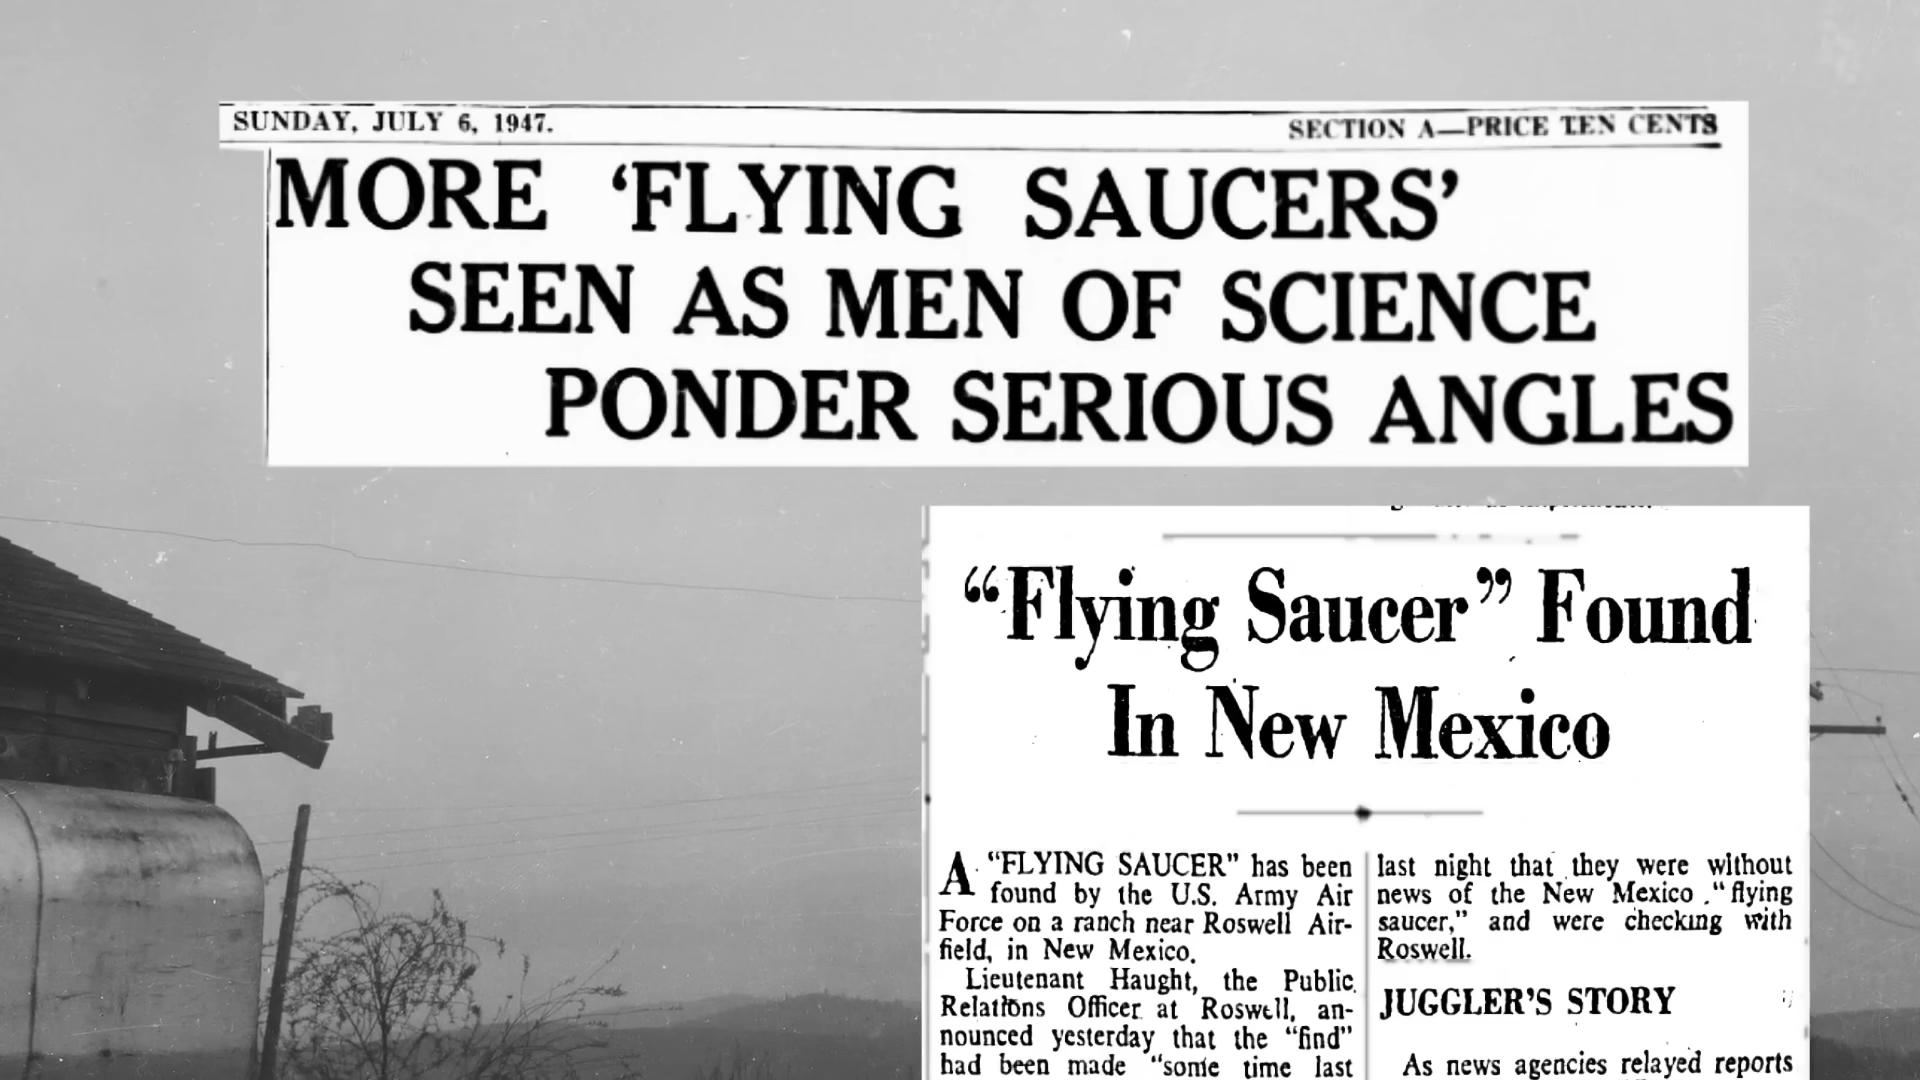 SUNDAY, JULY 6, 1947.
SECTION A—PRICE TEN CENTS
MORE ‘FLYING SAUCERS’
SEEN AS MEN OF SCIENCE
PONDER SERIOUS ANGLES
“Flying Saucer” Found
In New Mexico
A “FLYING SAUCER” has been
found by the U.S. Army Air
Force on a ranch near Roswell Air-
field, in New Mexico.
Lieutenant Haught, the Public
Relations Officer at Roswell, an-
nounced yesterday that the “find”
had been made “some time last
last night that they were without
news of the New Mexico “flying
saucer,” and were checking with
Roswell.
JUGGLER’S STORY
As news agencies relayed reports